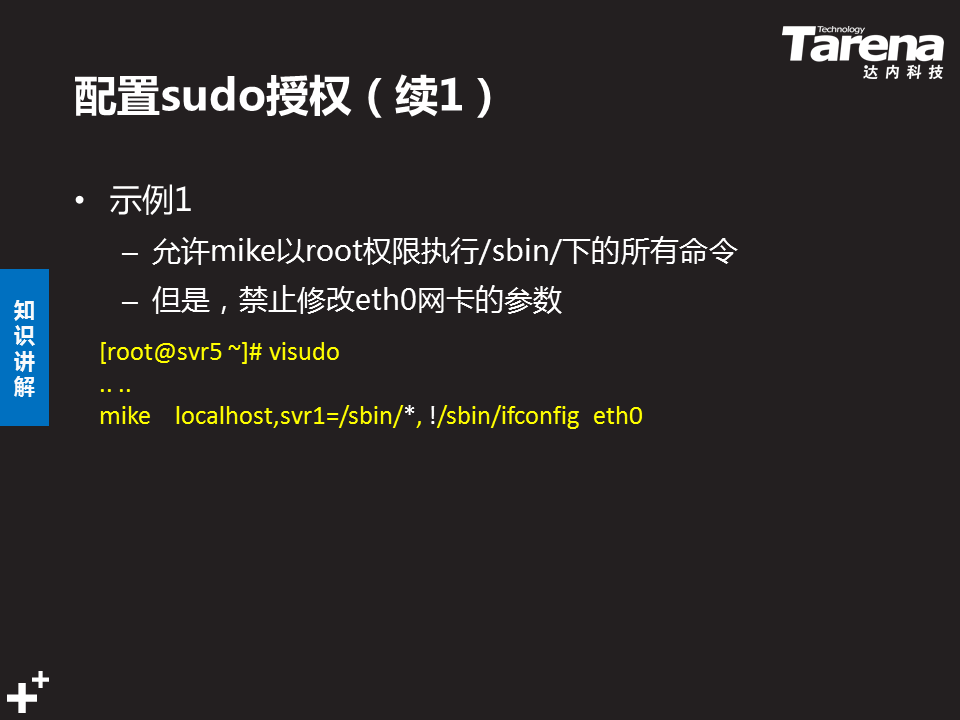 Technology
Tarena
达内科技
配置sudo授权（续1）
• 示例1
– 允许mike以root权限执行/sbin/下的所有命令
– 但是，禁止修改eth0网卡的参数
知识讲解
[root@svr5 ~]# visudo
.. ..
mike localhost,svr1=/sbin/*, !/sbin/ifconfig eth0